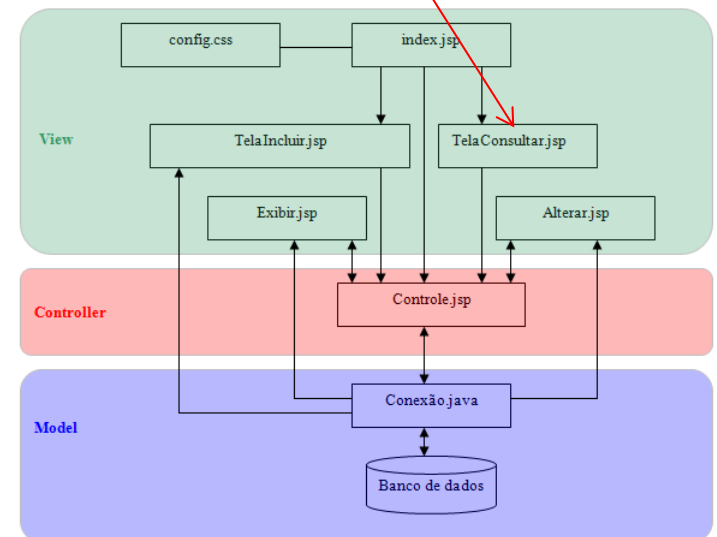 config.css
index.jsp
View
TelaIncluir.jsp
TelaConsultar.jsp
Exibir.jsp
Alterar.jsp
Controller
Controle.jsp
Conexão.java
Model
Banco de dados